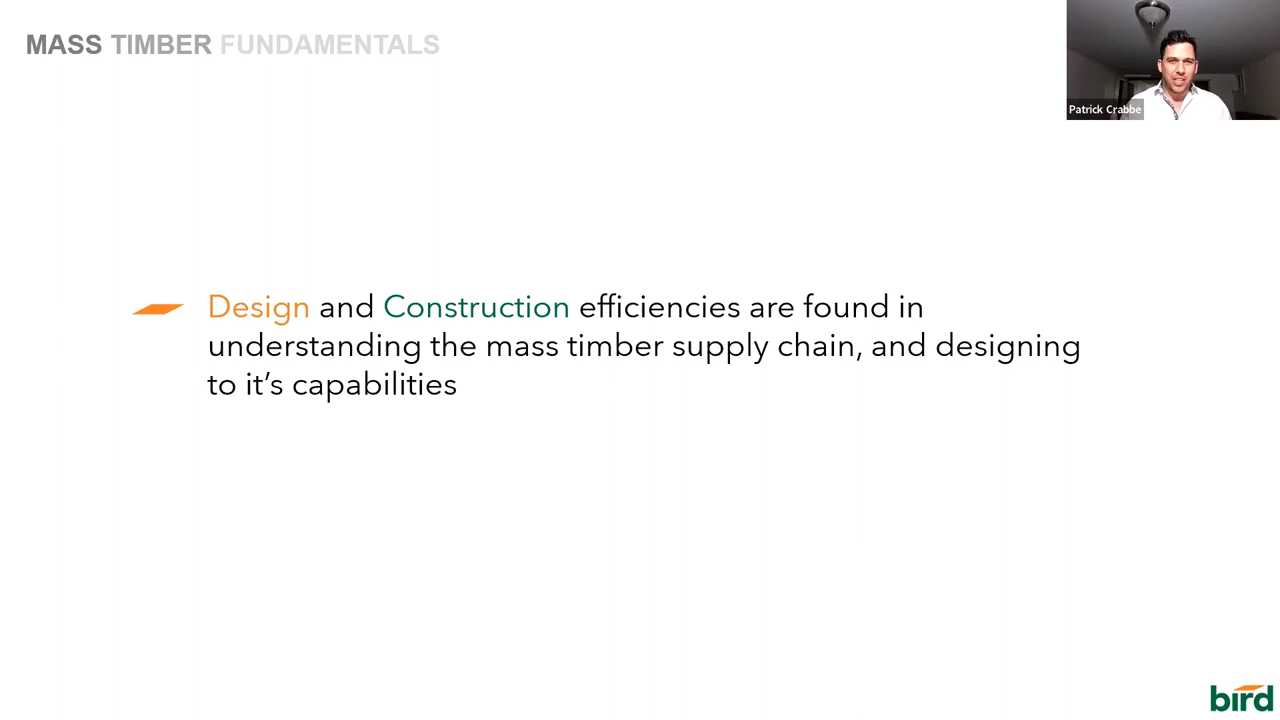 MASS TIMBER FUNDAMENTALS
Patrick Crabbe
Design and Construction efficiencies are found in
understanding the mass timber supply chain, and designing
to it’s capabilities
bird